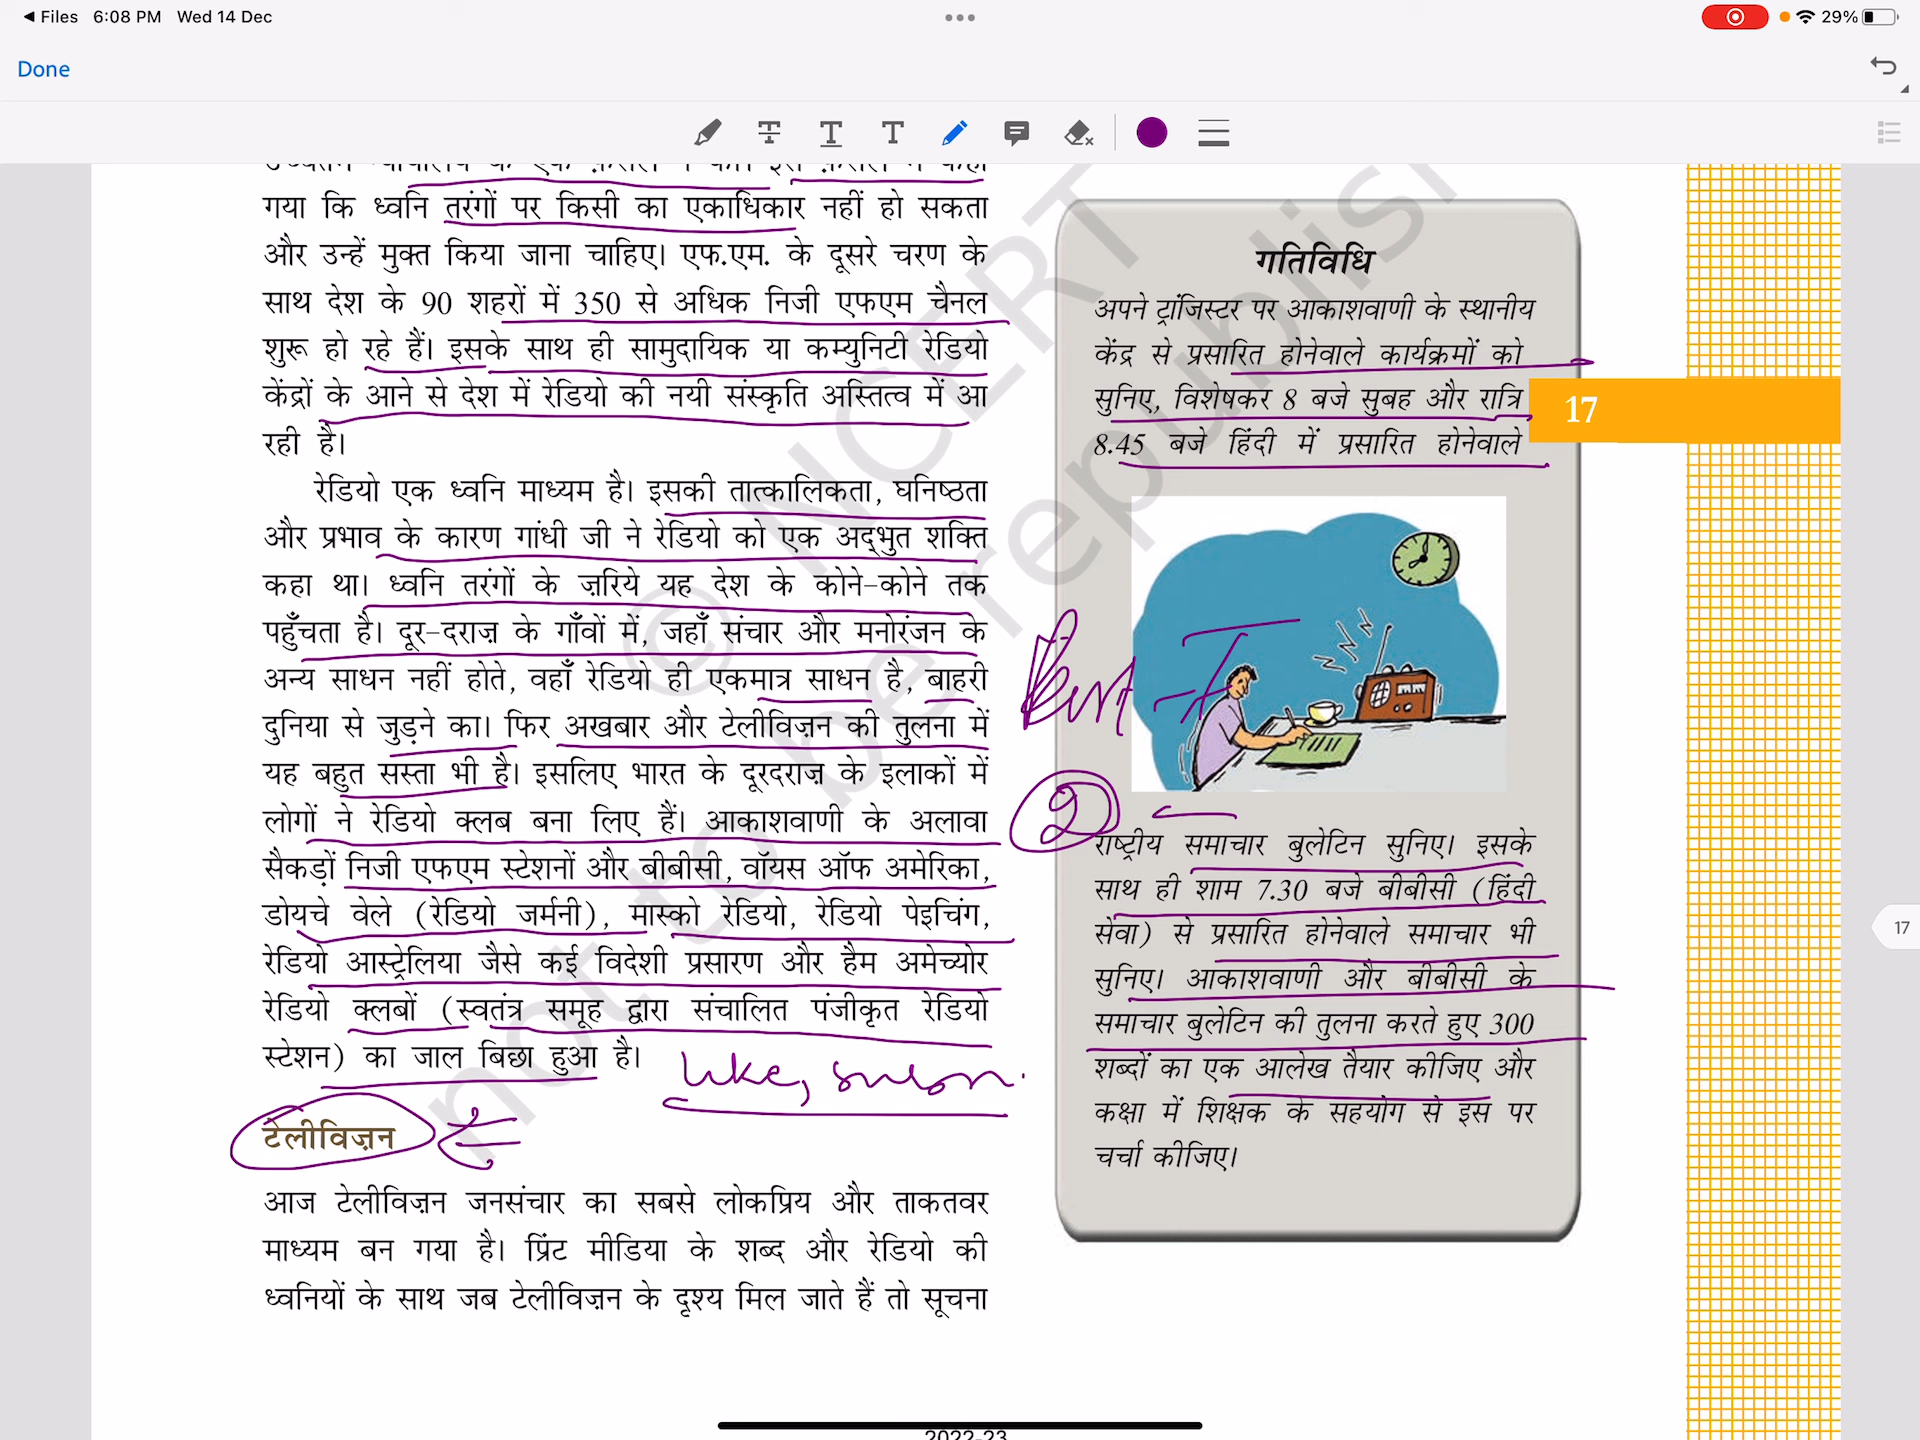 Files 6:08 PM Wed 14 Dec
29%
Done
गया कि ध्वनि तरंगों पर किसी का एकाधिकार नहीं हो सकता
और उन्हें मुक्त किया जाना चाहिए। एफ.एम. के दूसरे चरण के
साथ देश के 90 शहरों में 350 से अधिक निजी एफएम चैनल
शुरू हो रहे हैं। इसके साथ ही सामुदायिक या कम्युनिटी रेडियो
केंद्रों के आने से देश में रेडियो की नयी संस्कृति अस्तित्व में आ
रही है।
रेडियो एक ध्वनि माध्यम है। इसकी तात्कालिकता, घनिष्ठता
और प्रभाव के कारण गांधी जी ने रेडियो को एक अद्भुत शक्ति
कहा था। ध्वनि तरंगों के ज़रिये यह देश के कोने-कोने तक
पहुँचता है। दूर-दराज़ के गाँवों में, जहाँ संचार और मनोरंजन के
अन्य साधन नहीं होते, वहाँ रेडियो ही एकमात्र साधन है, बाहरी
दुनिया से जुड़ने का। फिर अखबार और टेलीविज़न की तुलना में
यह बहुत सस्ता भी है। इसलिए भारत के दूरदराज़ के इलाकों में
लोगों ने रेडियो क्लब बना लिए हैं। आकाशवाणी के अलावा
सैकड़ों निजी एफएम स्टेशनों और बीबीसी, वॉयस ऑफ अमेरिका,
डोयचे वेले (रेडियो जर्मनी), मास्को रेडियो, रेडियो पेइचिंग,
रेडियो आस्ट्रेलिया जैसे कई विदेशी प्रसारण और हैम अमेच्योर
रेडियो क्लबों (स्वतंत्र समूह द्वारा संचालित पंजीकृत रेडियो
स्टेशन) का जाल बिछा हुआ है।
like,
टेलीविज़न
आज टेलीविज़न जनसंचार का सबसे लोकप्रिय और ताकतवर
माध्यम बन गया है। प्रिंट मीडिया के शब्द और रेडियो की
ध्वनियों के साथ जब टेलीविज़न के दृश्य मिल जाते हैं तो सूचना
गतिविधि
अपने ट्रांजिस्टर पर आकाशवाणी के स्थानीय
केंद्र से प्रसारित होनेवाले कार्यक्रमों को
सुनिए, विशेषकर 8 बजे सुबह और रात्रि
8.45 बजे हिंदी में प्रसारित होनेवाले
2
राष्ट्रीय समाचार बुलेटिन सुनिए। इसके
साथ ही शाम 7.30 बजे बीबीसी (हिंदी
सेवा) से प्रसारित होनेवाले समाचार भी
सुनिए। आकाशवाणी और बीबीसी के
समाचार बुलेटिन की तुलना करते हुए 300
शब्दों का एक आलेख तैयार कीजिए और
कक्षा में शिक्षक के सहयोग से इस पर
चर्चा कीजिए।
17
17
© NCERT
not to be republish
2022-23